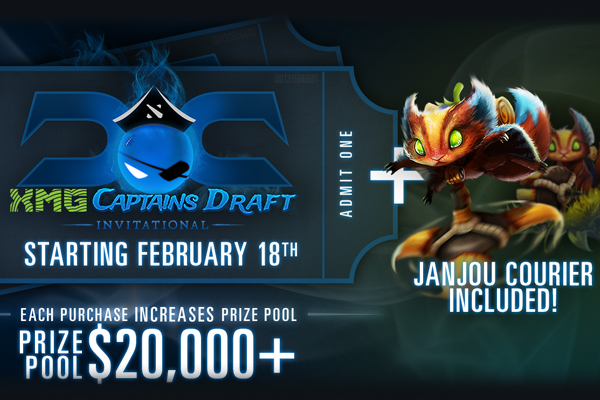 XMG CAPTAINS DRAFT
INVITATIONAL
STARTING FEBRUARY 18TH
ADMIT ONE
+
JANJOU COURIER
INCLUDED!
EACH PURCHASE INCREASES PRIZE POOL
PRIZE
POOL $20,000+